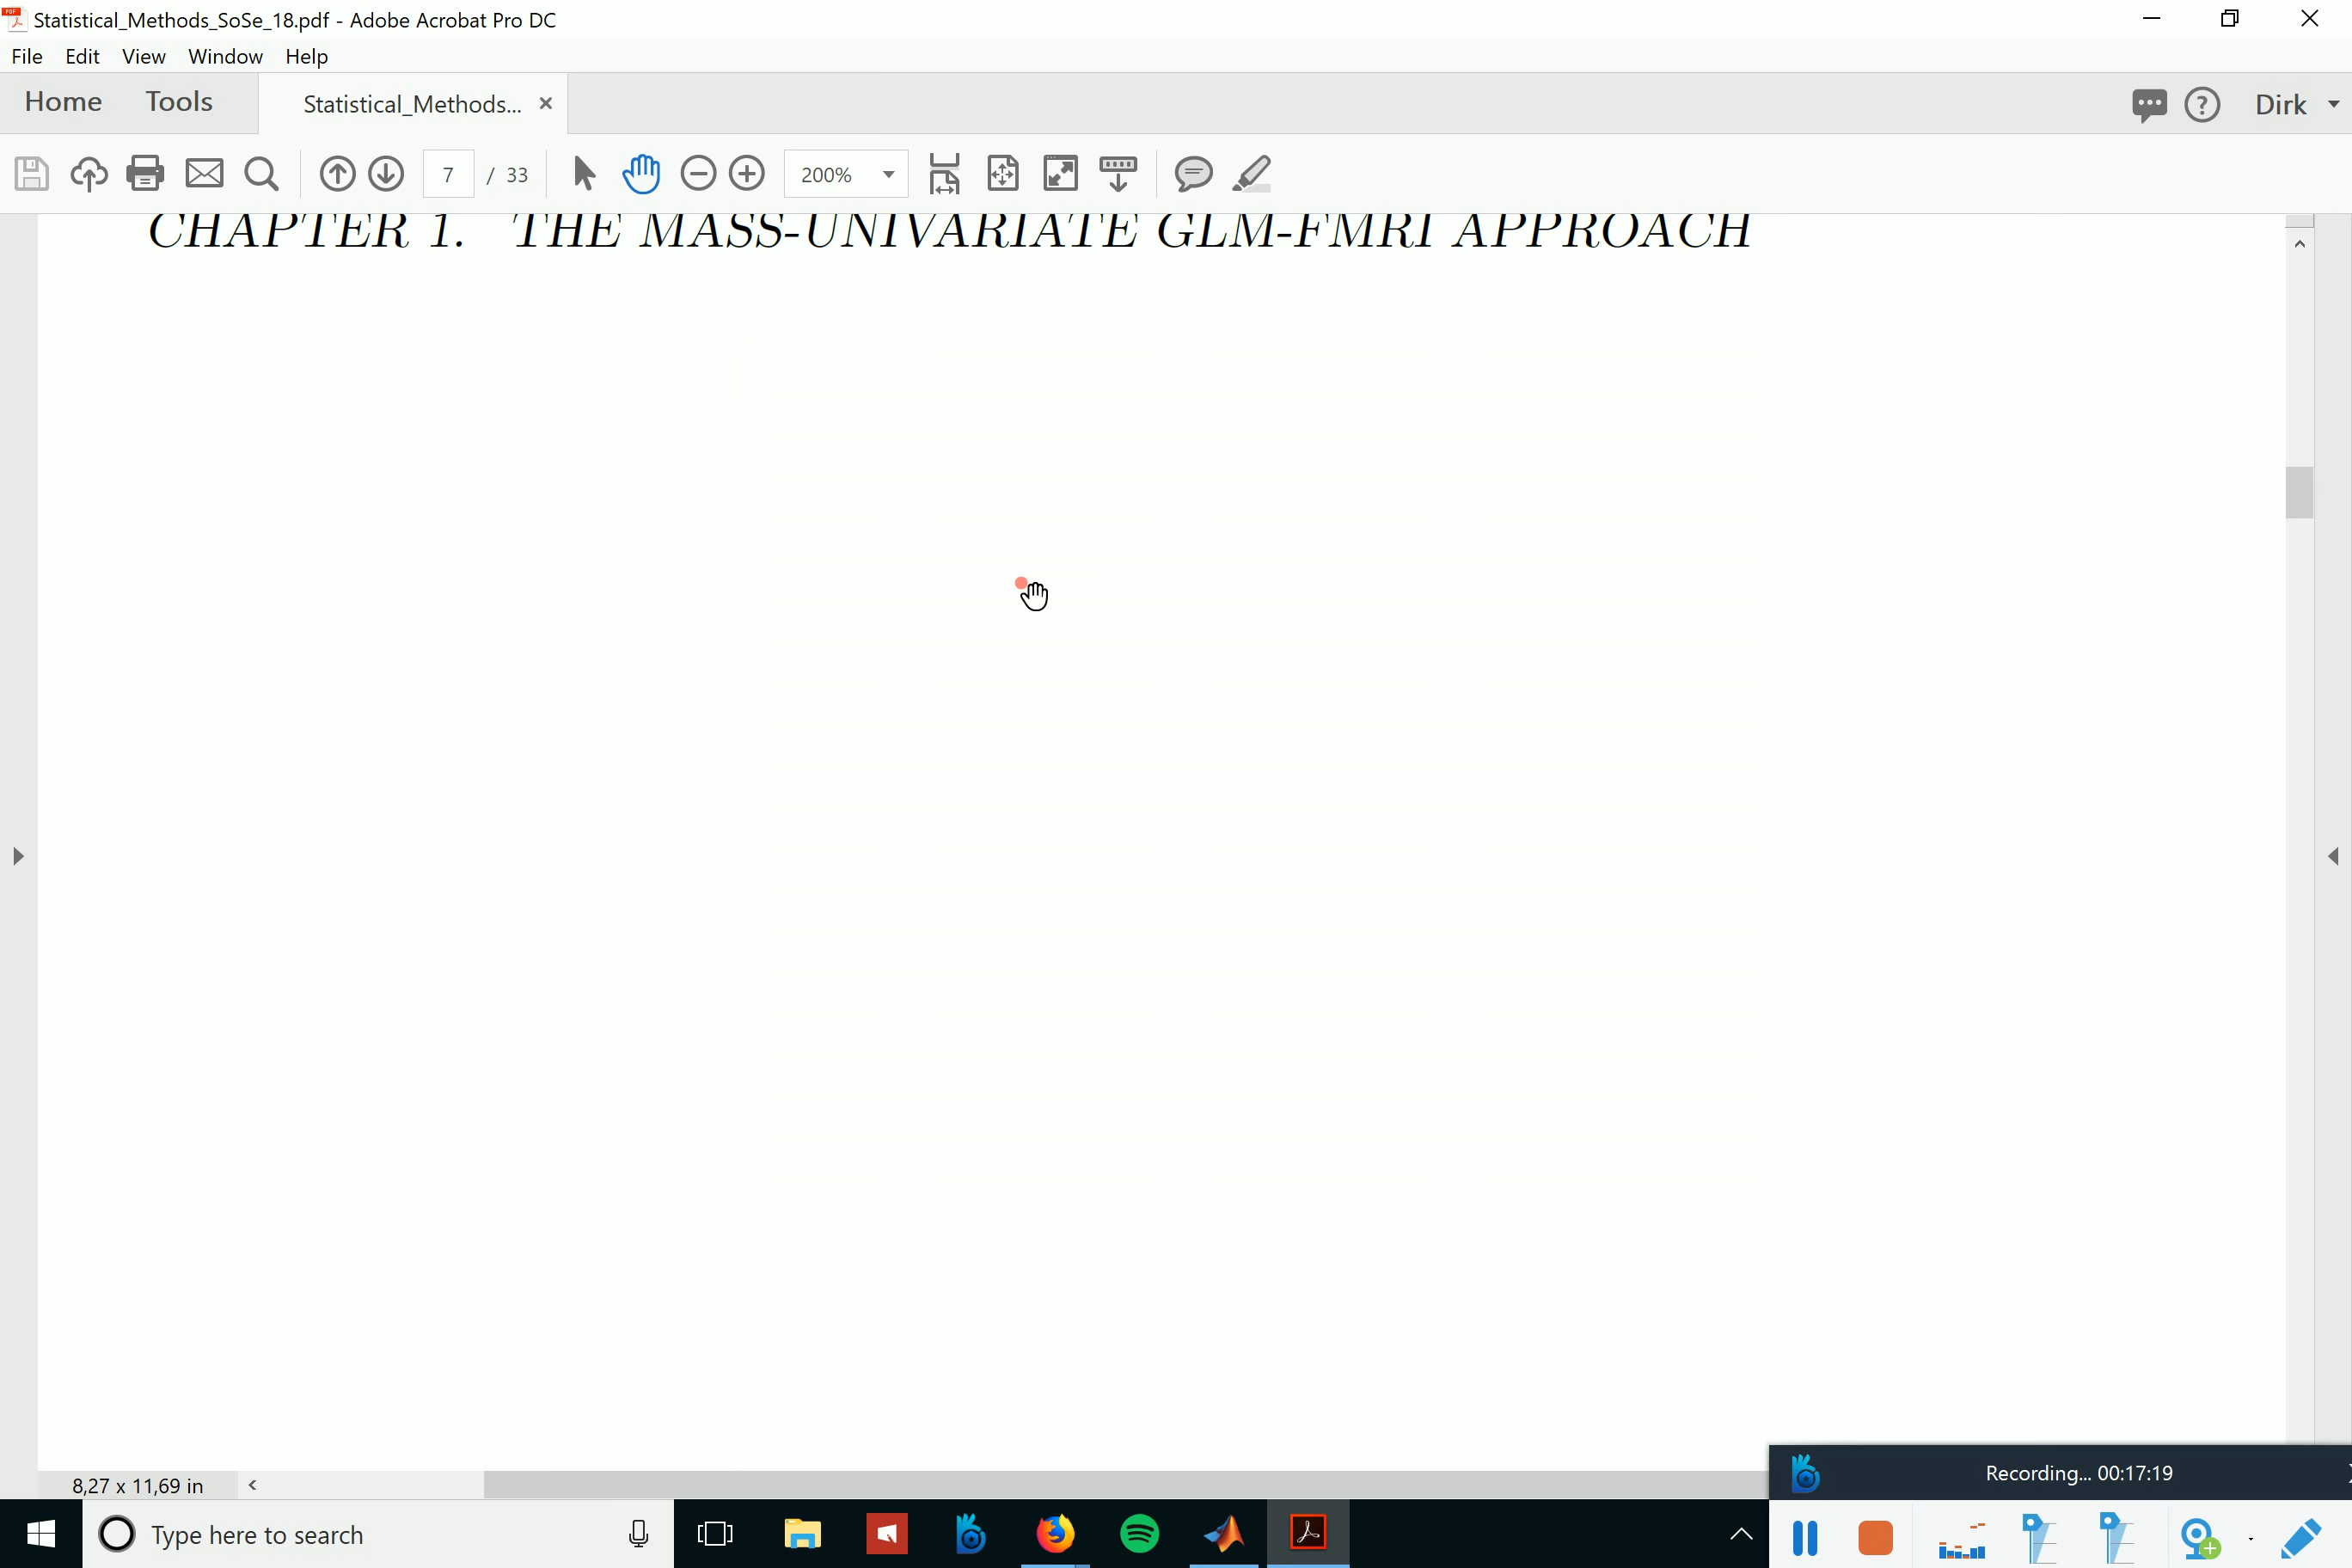 Statistical_Methods_SoSe_18.pdf - Adobe Acrobat Pro DC
File Edit View Window Help
Home Tools Statistical_Methods... Dirk
7 / 33 200%
CHAPTER 1. THE MASS-UNIVARIATE GLM-FMRI APPROACH
8,27 x 11,69 in
Recording... 00:17:19
Type here to search